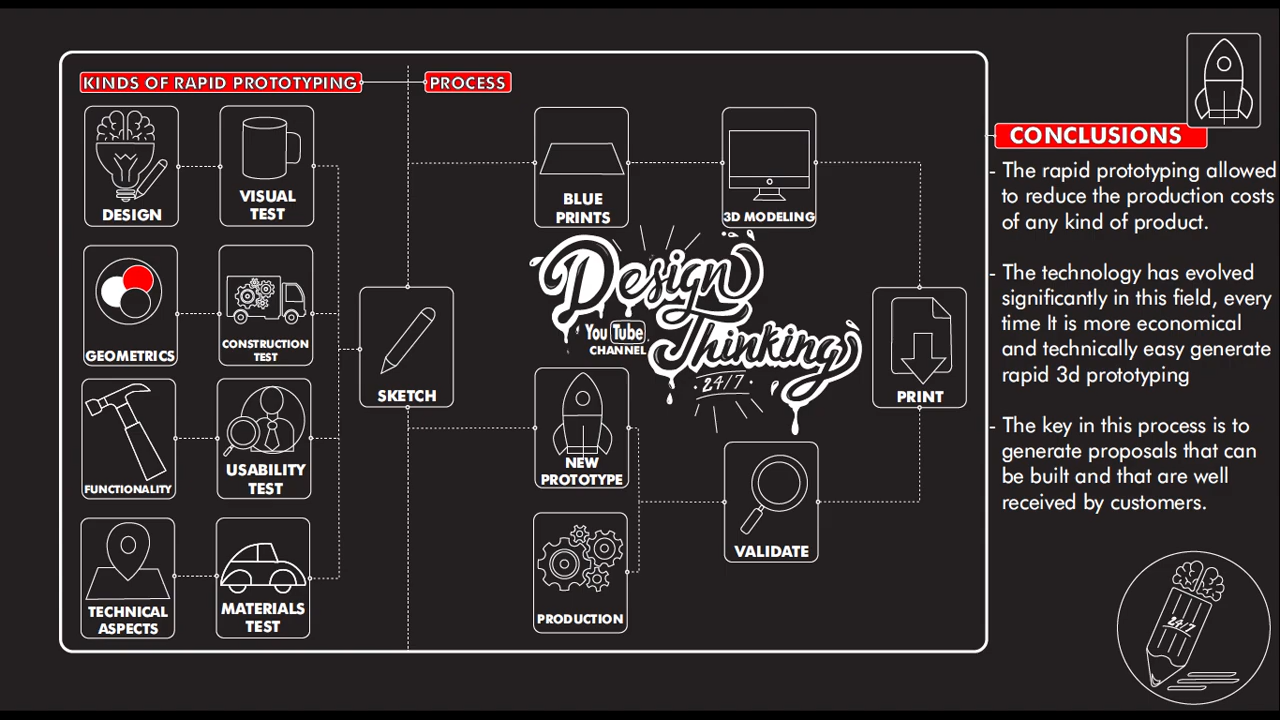 KINDS OF RAPID PROTOTYPING
PROCESS
DESIGN
VISUAL
TEST
GEOMETRICS
CONSTRUCTION
TEST
FUNCTIONALITY
USABILITY
TEST
TECHNICAL
ASPECTS
MATERIALS
TEST
SKETCH
BLUE
PRINTS
3D MODELING
Design
Thinking
You Tube
CHANNEL
24/7
PRINT
NEW
PROTOTYPE
VALIDATE
PRODUCTION
CONCLUSIONS
- The rapid prototyping allowed
to reduce the production costs
of any kind of product.
- The technology has evolved
significantly in this field, every
time It is more economical
and technically easy generate
rapid 3d prototyping
- The key in this process is to
generate proposals that can
be built and that are well
received by customers.
24/7